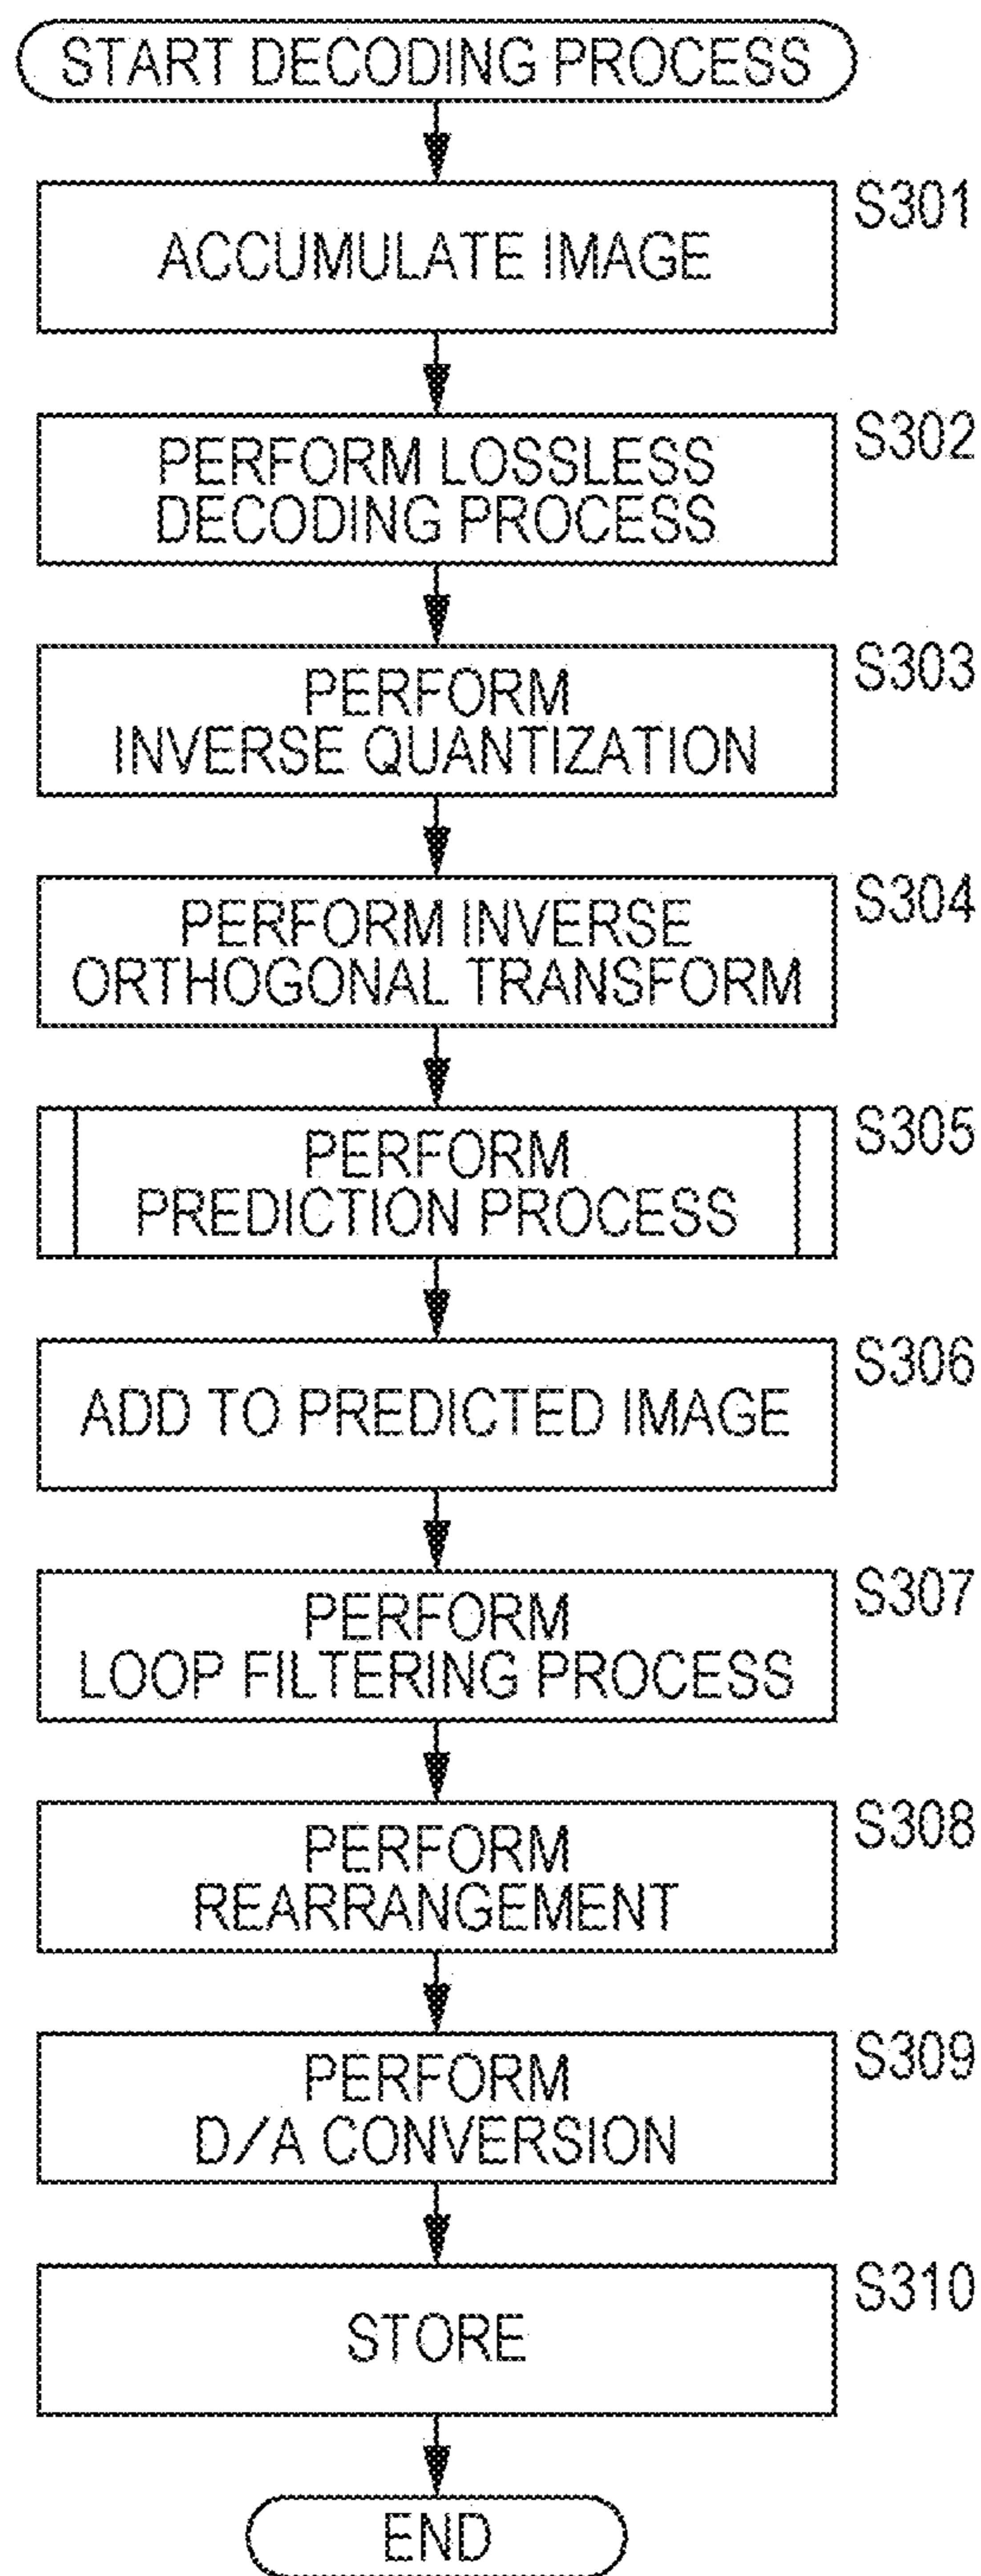 START DECODING PROCESS
S301
ACCUMULATE IMAGE
S302
PERFORM LOSSLESS
DECODING PROCESS
S303
PERFORM
INVERSE QUANTIZATION
S304
PERFORM INVERSE
ORTHOGONAL TRANSFORM
S305
PERFORM
PREDICTION PROCESS
S306
ADD TO PREDICTED IMAGE
S307
PERFORM
LOOP FILTERING PROCESS
S308
PERFORM
REARRANGEMENT
S309
PERFORM
D/A CONVERSION
S310
STORE
END